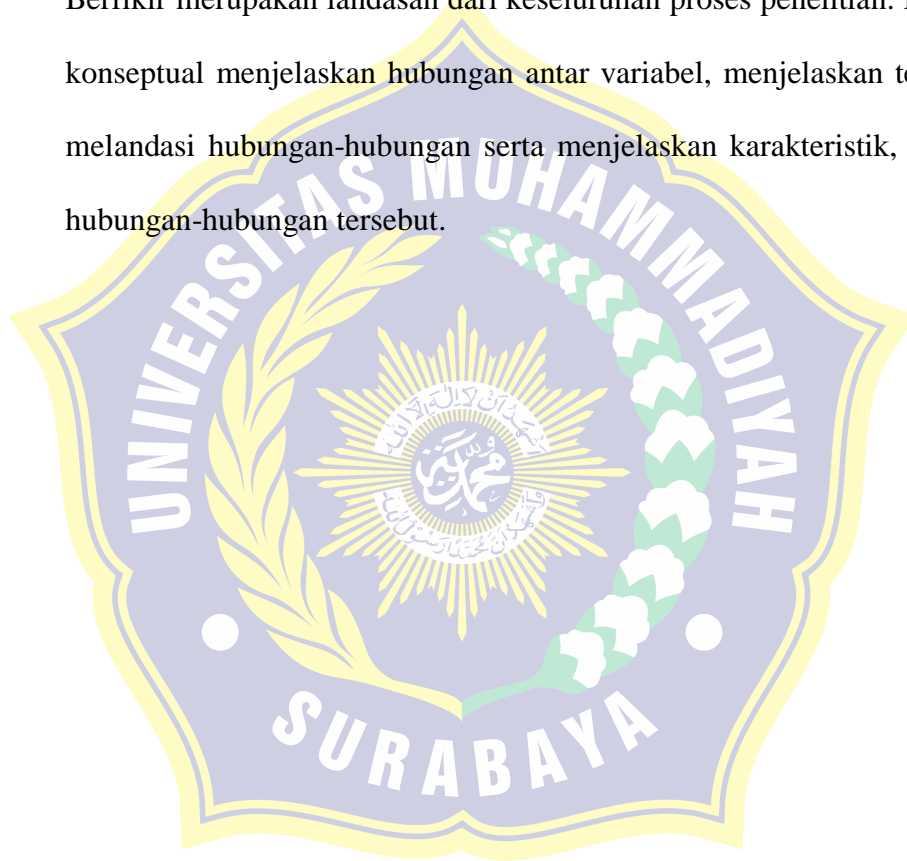 Berfikir merupakan landasan dari keseluruhan proses penelitian.
konseptual menjelaskan hubungan antar variabel, menjelaskan
melandasi hubungan-hubungan serta menjelaskan karakteristik,
hubungan-hubungan tersebut.
UNIVERSITAS MUHAMMADIYAH
SURABAYA